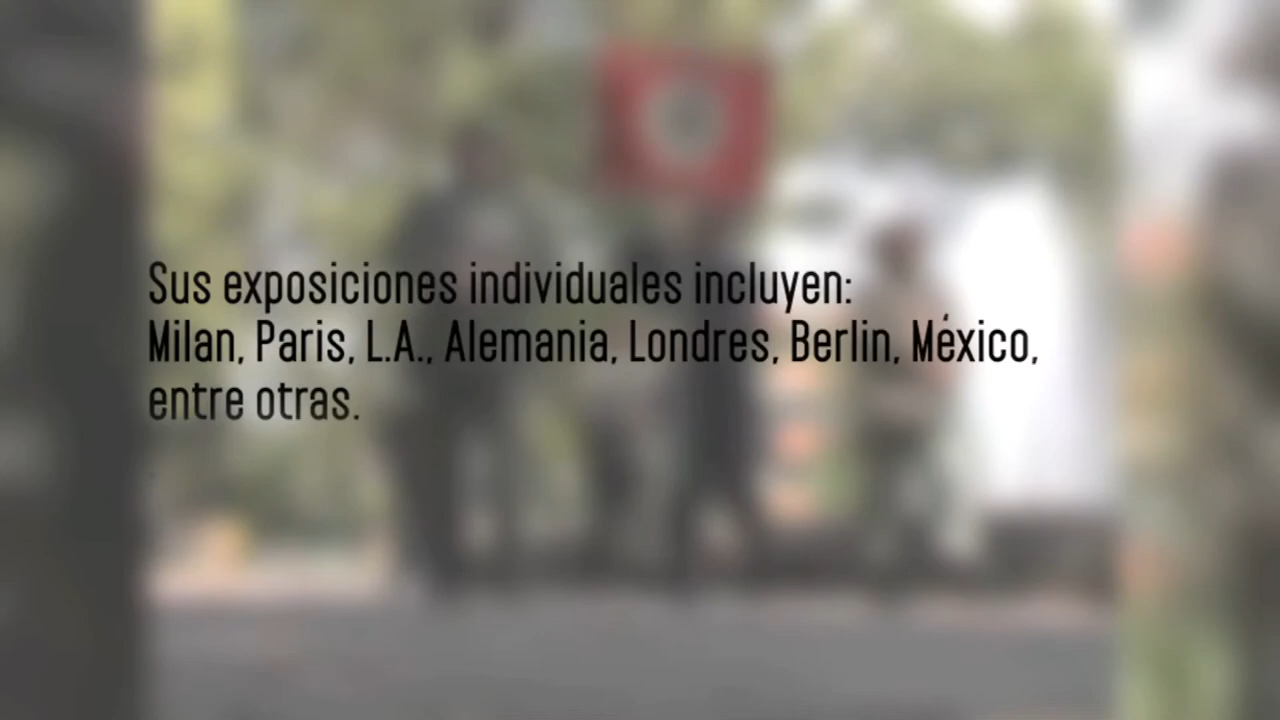 Sus exposiciones individuales incluyen:
Milan, Paris, L.A., Alemania, Londres, Berlin, México,
entre otras.